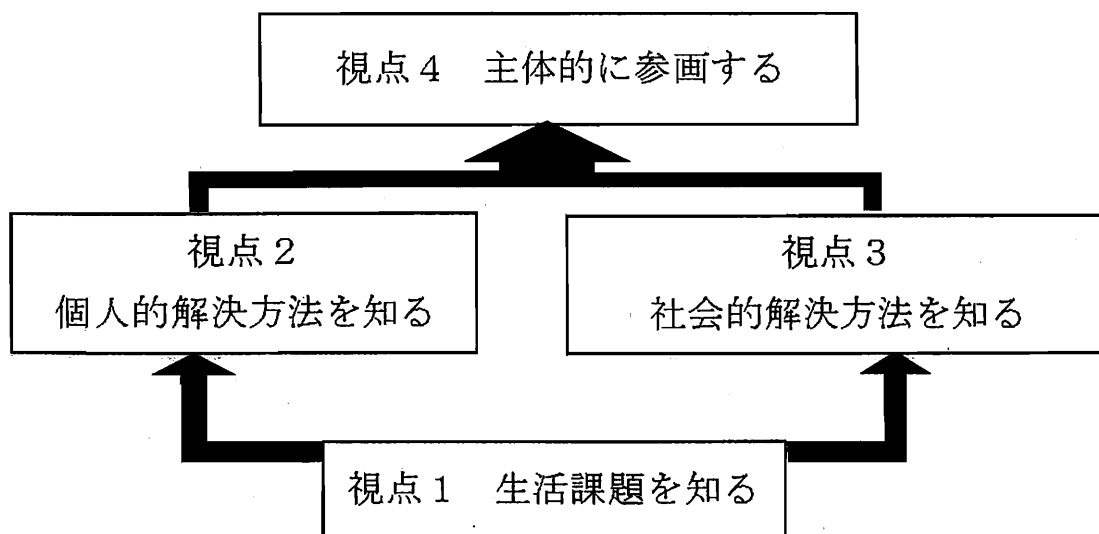 視点４　主体的に参画する
視点２
個人的解決方法を知る
視点３
社会的解決方法を知る
視点１　生活課題を知る